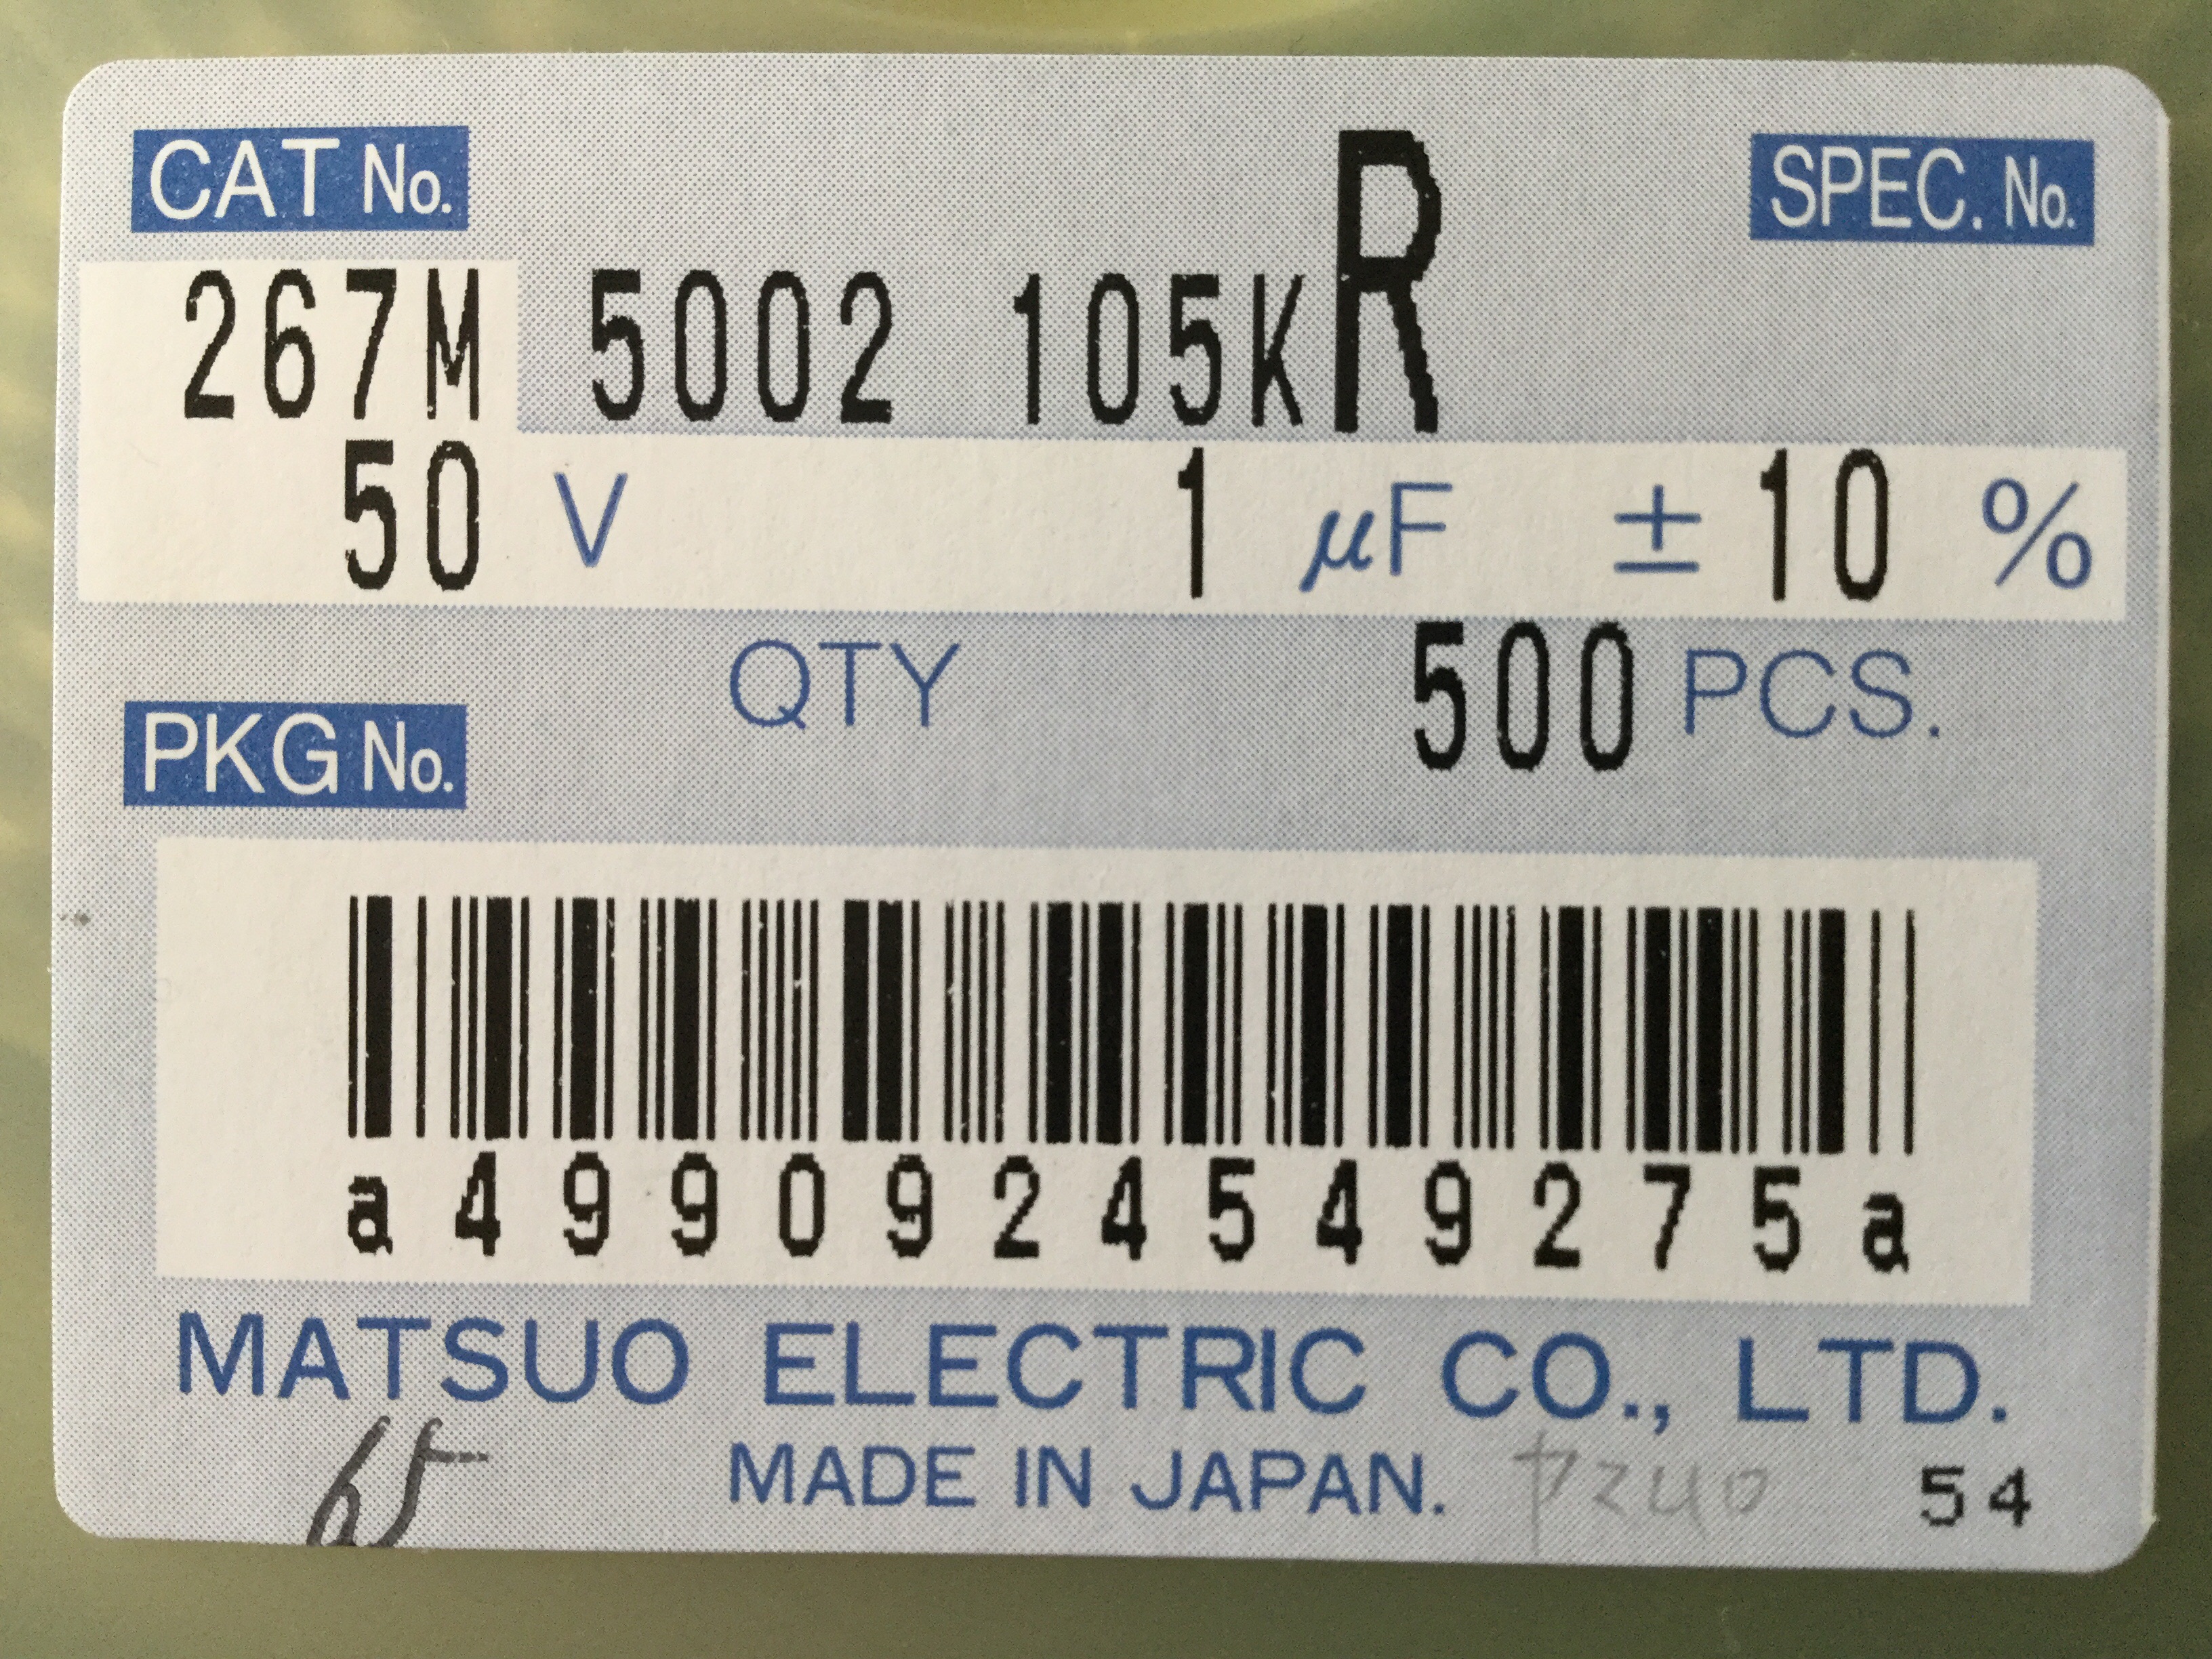 CAT No. SPEC. No.
267M 5002 105KR
50 V 1 μF ± 10 %
QTY 500 PCS.
PKG No.
a4990924549275a
MATSUO ELECTRIC CO., LTD.
MADE IN JAPAN. 54